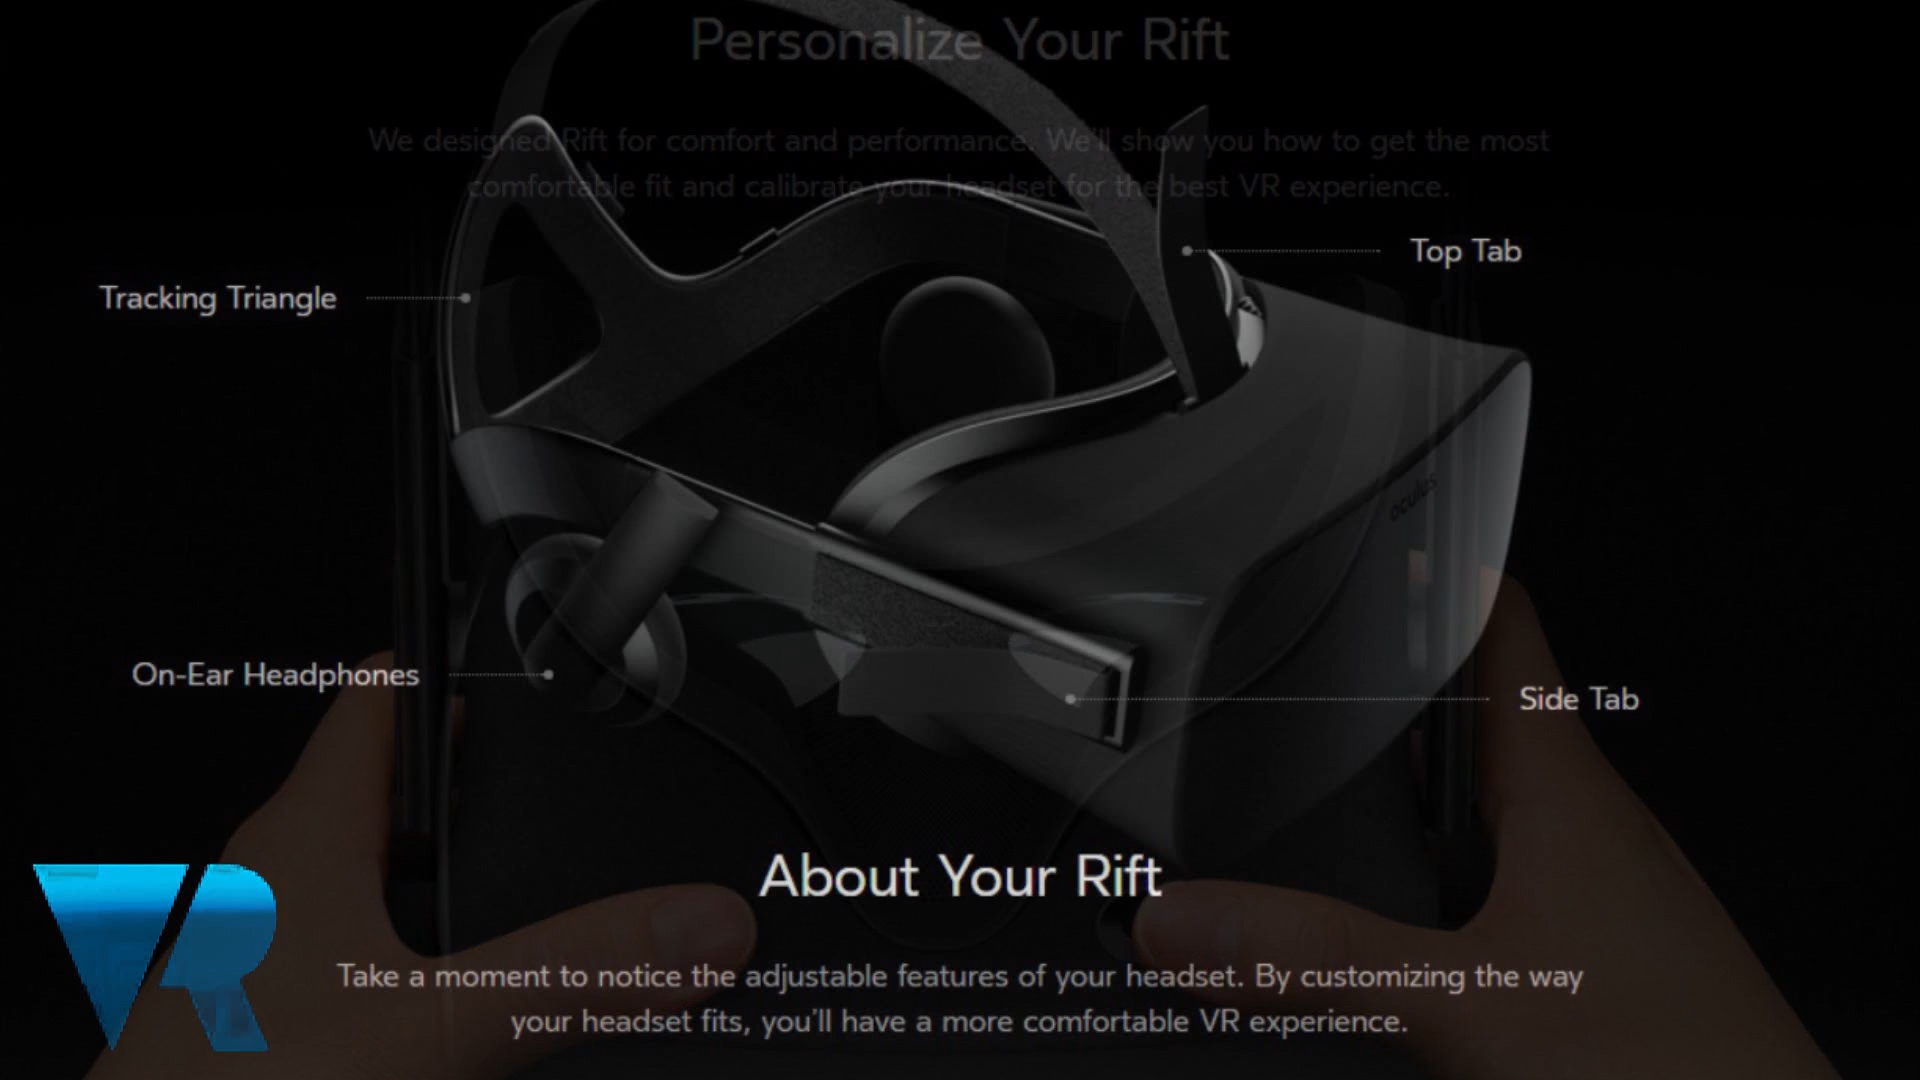 Personalize Your Rift
We designed Rift for comfort and performance. We'll show you how to get the most
comfortable fit and calibrate your headset for the best VR experience.
Top Tab
Tracking Triangle
oculus
On-Ear Headphones
Side Tab
About Your Rift
Take a moment to notice the adjustable features of your headset. By customizing the way
your headset fits, you'll have a more comfortable VR experience.
VR